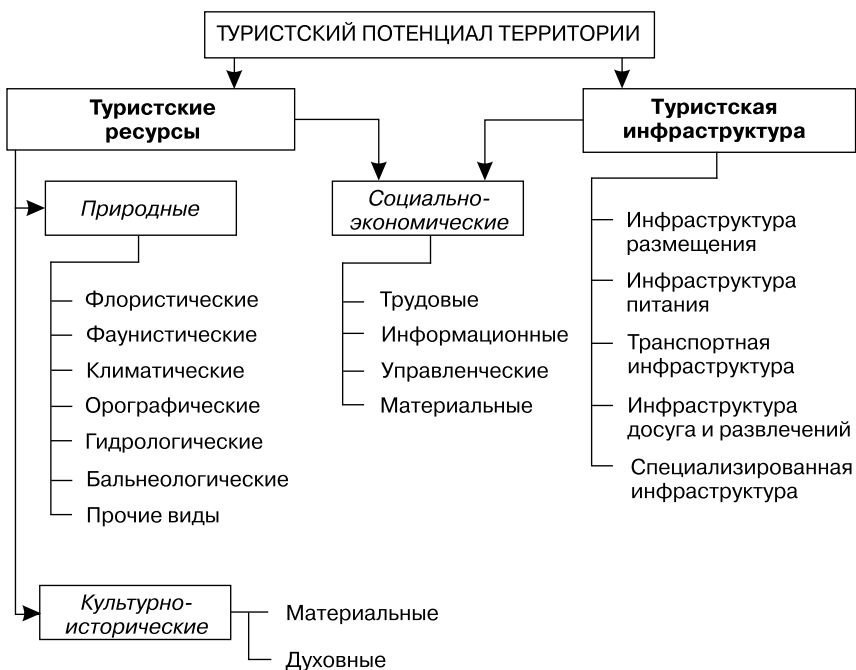 ТУРИСТСКИЙ ПОТЕНЦИАЛ ТЕРРИТОРИИ
Туристские
ресурсы
Туристская
инфраструктура
Природные
Флористические
Фаунистические
Климатические
Орографические
Гидрологические
Бальнеологические
Прочие виды
Социально-
экономические
Трудовые
Информационные
Управленческие
Материальные
Инфраструктура
размещения
Инфраструктура
питания
Транспортная
инфраструктура
Инфраструктура
досуга и развлечений
Специализированная
инфраструктура
Культурно-
исторические
Материальные
Духовные